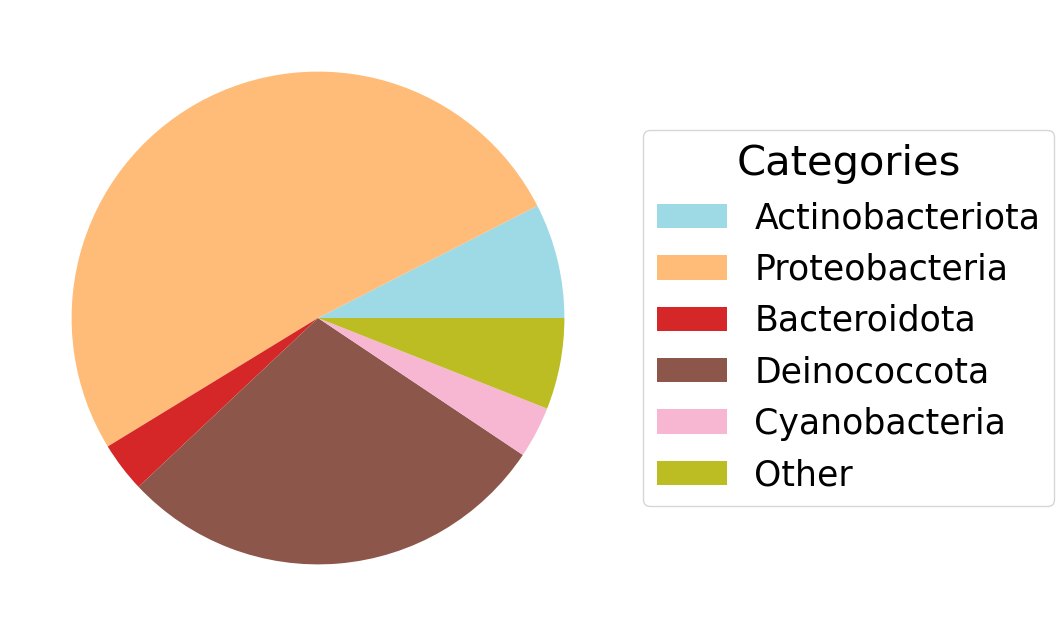 Categories
Actinobacteriota
Proteobacteria
Bacteroidota
Deinococcota
Cyanobacteria
Other